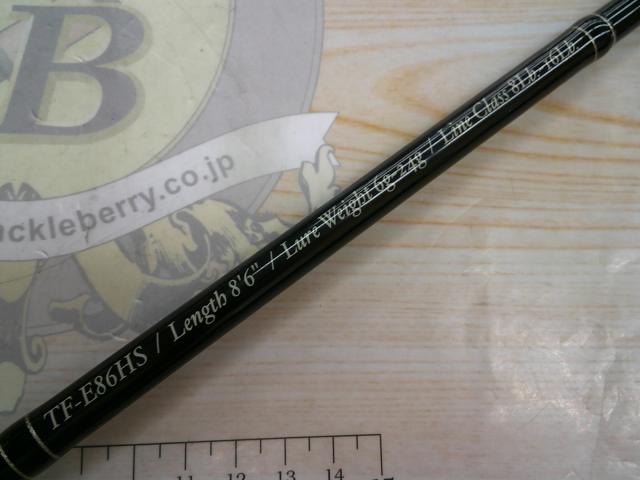 B
ckleberry.co.jp
TF-E86HS / Length 8'6" / Lure Weight 6g-24g / Line Class 8Lb.-16Lb.
11 12 13 14